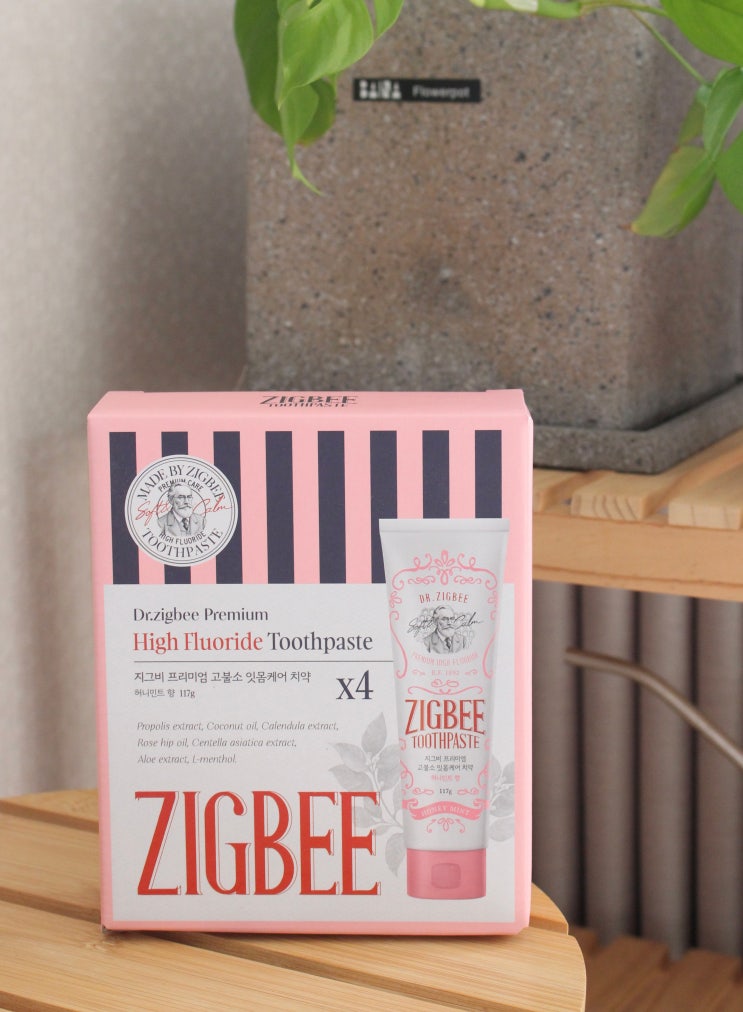 Flowerpot
ZIGBEE
TOOTHPASTE
MADE BY ZIGBEE
PREMIUM CARE
Soft & Calm
HIGH FLUORIDE
TOOTHPASTE
Dr.zigbee Premium
High Fluoride Toothpaste
지그비 프리미엄 고불소 잇몸케어 치약
허니민트 향 117g
x4
Propolis extract, Coconut oil, Calendula extract,
Rose hip oil, Centella asiatica extract,
Aloe extract, L-menthol.
ZIGBEE
DR.ZIGBEE
Soft & Calm
PREMIUM HIGH FLUORIDE
ZIGBEE
TOOTHPASTE
지그비 프리미엄
고불소 잇몸케어 치약
허니민트 향
117g
HONEY MINT